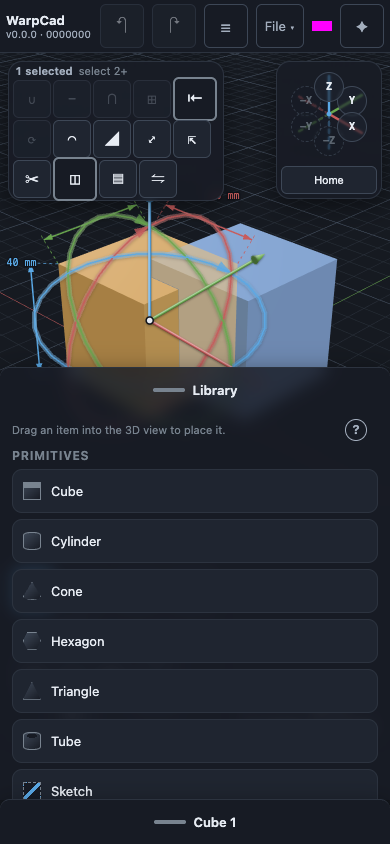 WarpCad
v0.0.0 · 0000000
File
1 selected select 2+
-X
Z
Y
-Y
X
-Z
Home
mm
40 mm
Library
Drag an item into the 3D view to place it.
?
PRIMITIVES
Cube
Cylinder
Cone
Hexagon
Triangle
Tube
Sketch
Cube 1